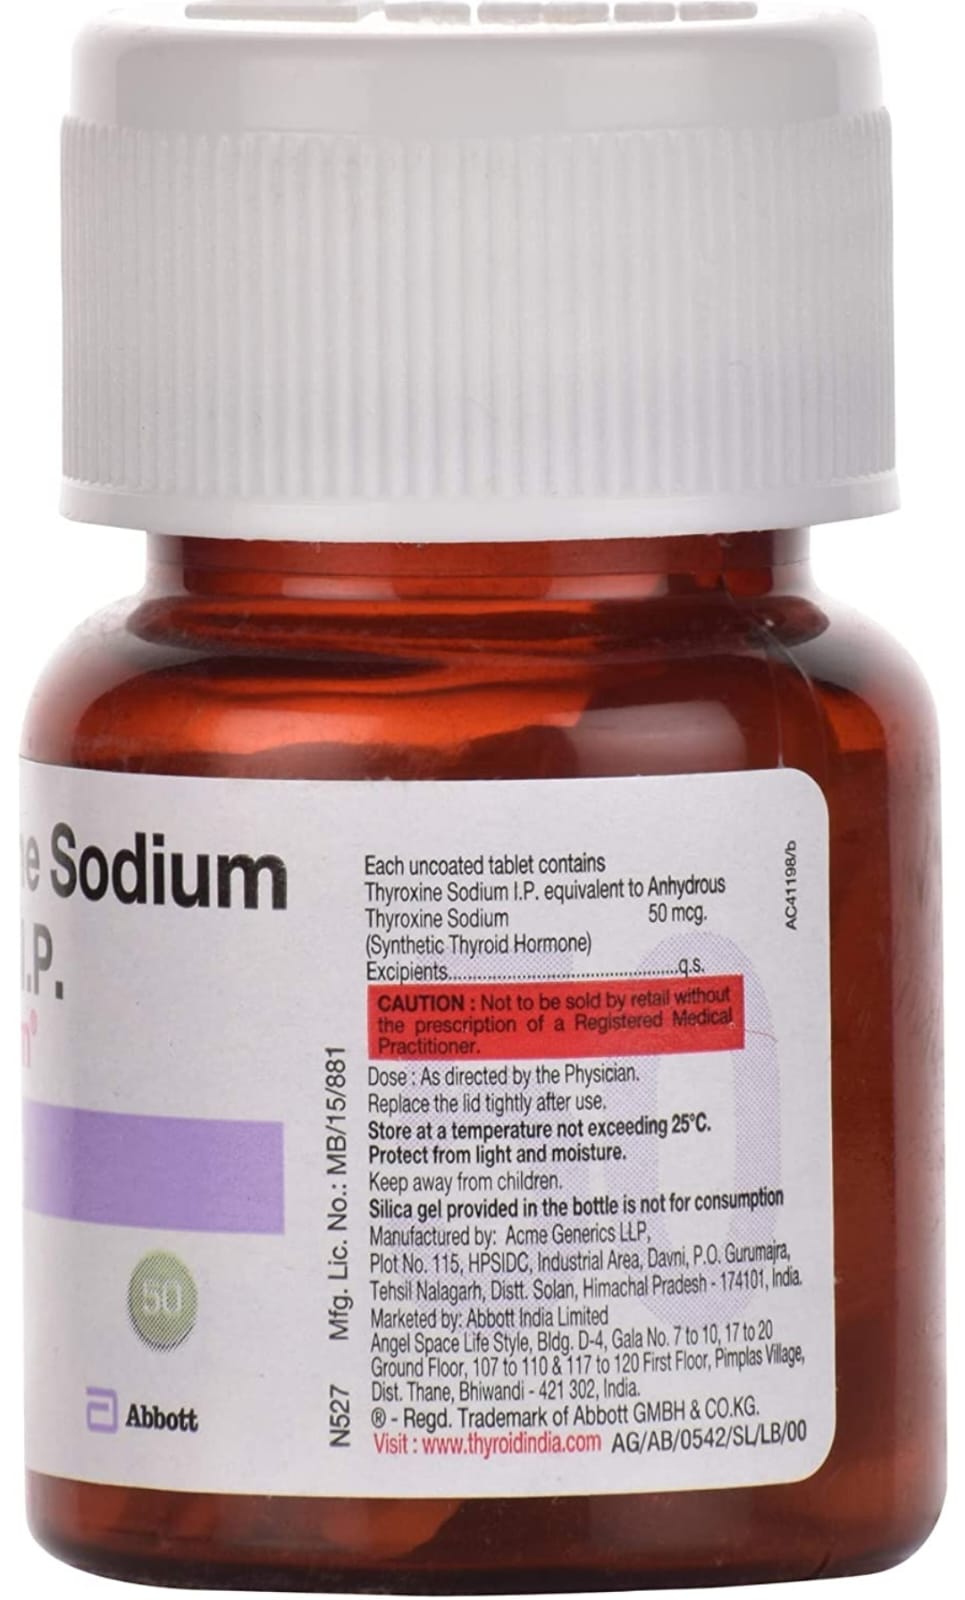 Sodium
I.P.
50
Abbott
Each uncoated tablet contains
Thyroxine Sodium I.P. equivalent to Anhydrous
Thyroxine Sodium 50 mcg.
(Synthetic Thyroid Hormone)
Excipients..................................................q.s.
CAUTION : Not to be sold by retail without
the prescription of a Registered Medical
Practitioner.
Dose : As directed by the Physician.
Replace the lid tightly after use.
Store at a temperature not exceeding 25°C.
Protect from light and moisture.
Keep away from children.
Silica gel provided in the bottle is not for consumption
Manufactured by: Acme Generics LLP,
Plot No. 115, HPSIDC, Industrial Area, Davni, P.O. Gurumajra,
Tehsil Nalagarh, Distt. Solan, Himachal Pradesh - 174101, India.
Marketed by: Abbott India Limited
Angel Space Life Style, Bldg. D-4, Gala No. 7 to 10, 17 to 20
Ground Floor, 107 to 110 & 117 to 120 First Floor, Pimplas Village,
Dist. Thane, Bhiwandi - 421 302, India.
® - Regd. Trademark of Abbott GMBH & CO.KG.
Visit : www.thyroidindia.com AG/AB/0542/SL/LB/00
N527 Mfg. Lic. No.: MB/15/881
AC41198/b